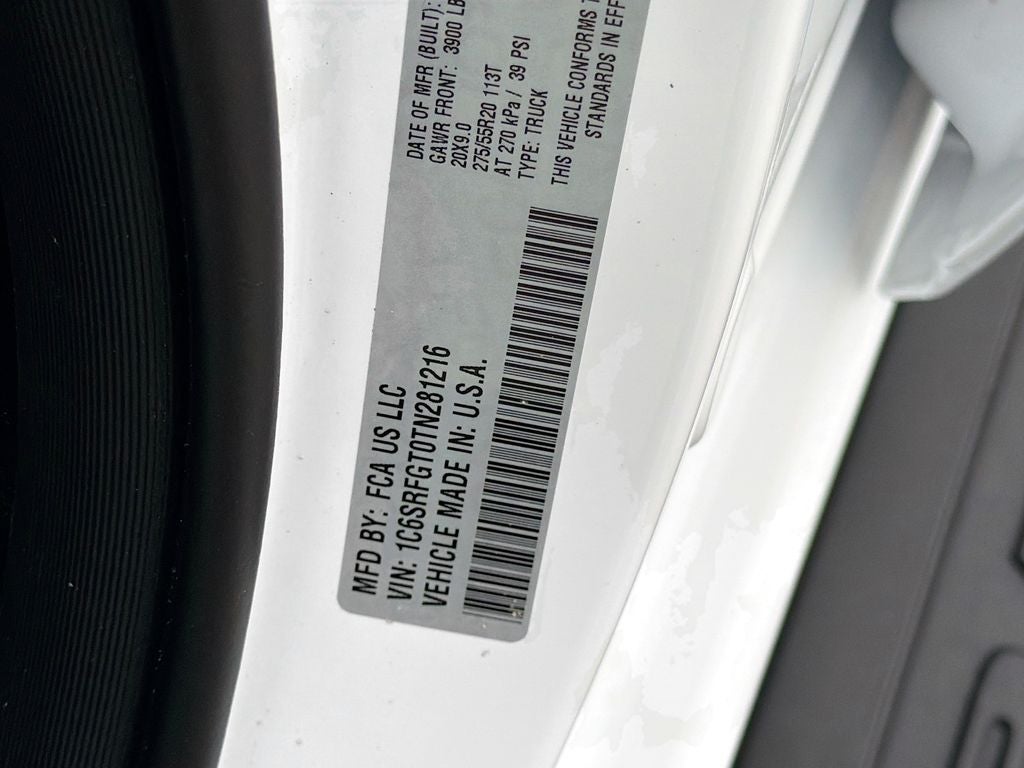 MFD BY: FCA US LLC
VIN: 1C6SRFGT0TN281216
VEHICLE MADE IN: U.S.A.
DATE OF MFR (BUILT):
GAWR FRONT: 3900 LB
20X9.0
275/55R20 113T
AT 270 kPa / 39 PSI
TYPE: TRUCK
THIS VEHICLE CONFORMS
STANDARDS IN EFF